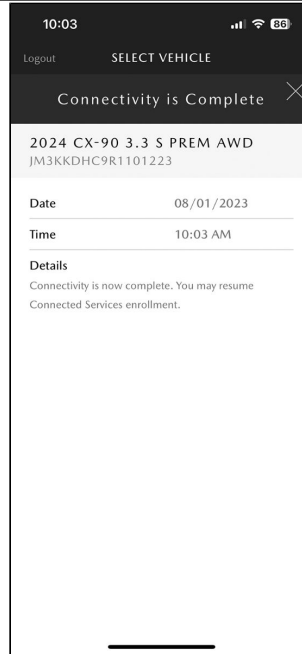 10:03
86
Logout SELECT VEHICLE
Connectivity is Complete
2024 CX-90 3.3 S PREM AWD
JM3KKDHC9R1101223
Date 08/01/2023
Time 10:03 AM
Details
Connectivity is now complete. You may resume
Connected Services enrollment.